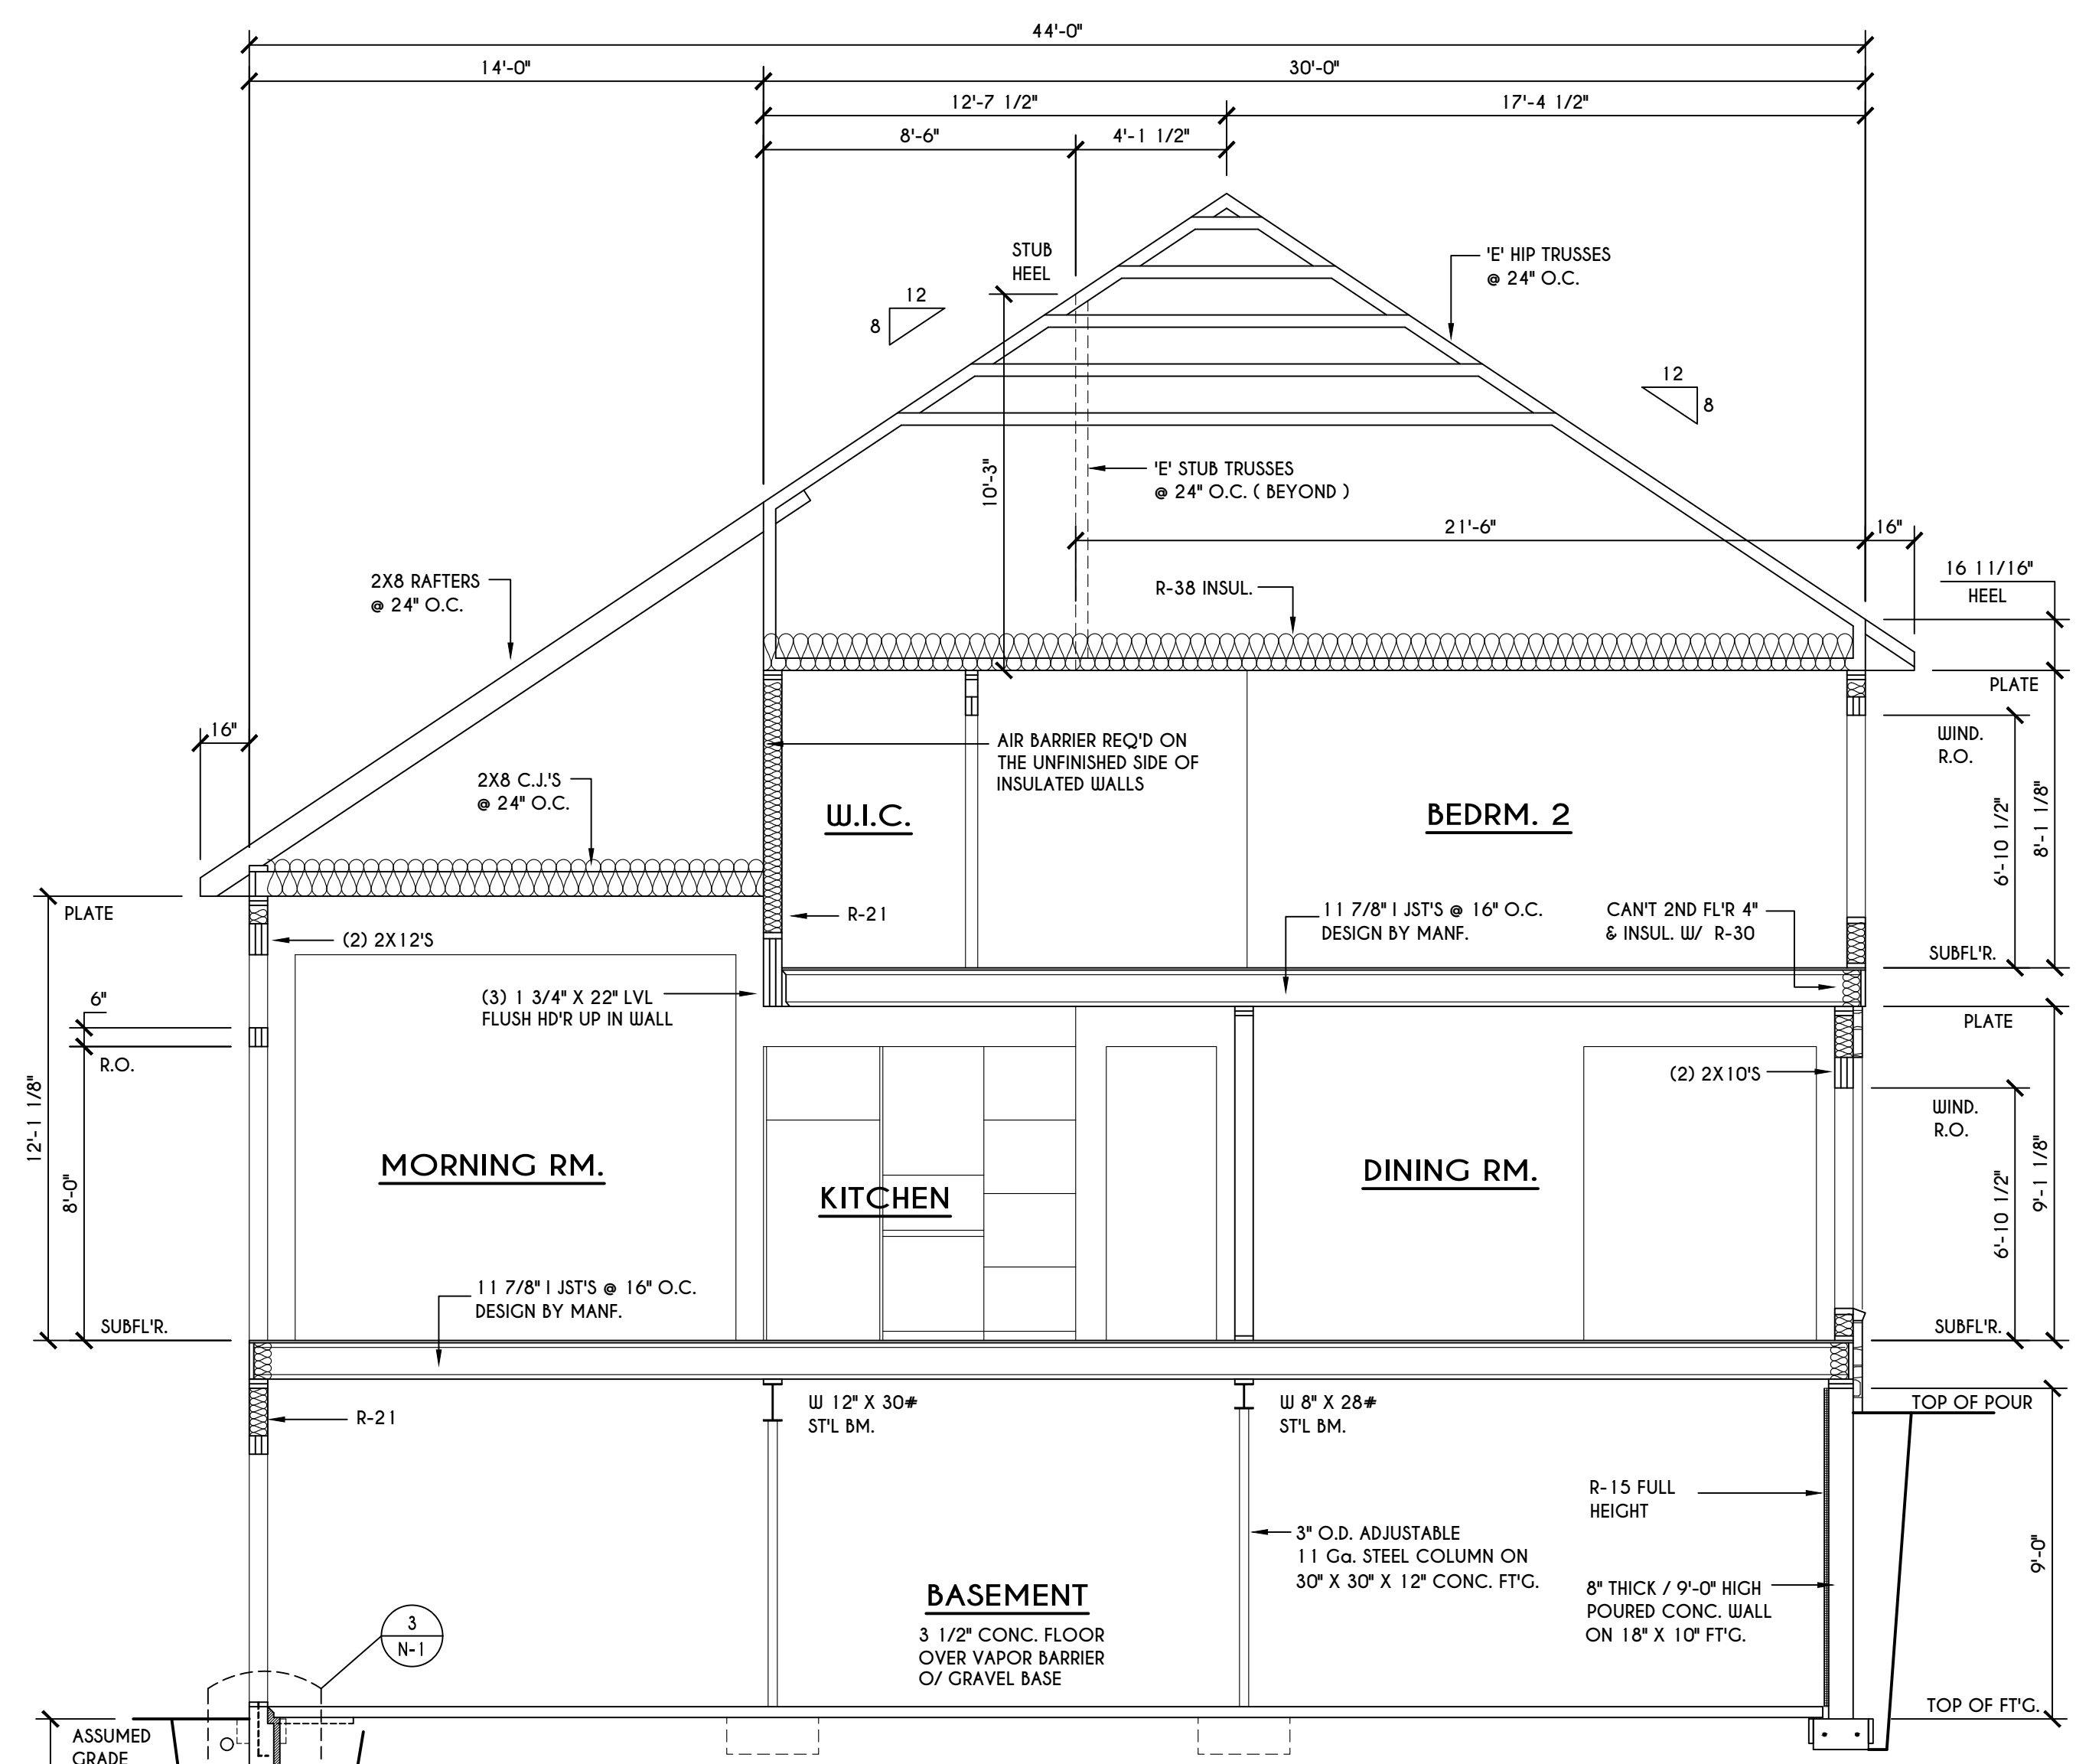 44'-0"
14'-0"
30'-0"
12'-7 1/2"
17'-4 1/2"
8'-6"
4'-1 1/2"
STUB
HEEL
'E' HIP TRUSSES
@ 24" O.C.
12
8
12
8
10'-3"
'E' STUB TRUSSES
@ 24" O.C. ( BEYOND )
21'-6"
16"
2X8 RAFTERS
@ 24" O.C.
R-38 INSUL.
16 11/16"
HEEL
PLATE
16"
WIND.
R.O.
AIR BARRIER REQ'D ON
THE UNFINISHED SIDE OF
INSULATED WALLS
2X8 C.J.'S
@ 24" O.C.
W.I.C.
BEDRM. 2
6'-10 1/2"
8'-1 1/8"
PLATE
R-21
11 7/8" I JST'S @ 16" O.C.
DESIGN BY MANF.
CAN'T 2ND FL'R 4"
& INSUL. W/ R-30
(2) 2X12'S
SUBFL'R.
6"
(3) 1 3/4" X 22" LVL
FLUSH HD'R UP IN WALL
PLATE
R.O.
(2) 2X10'S
WIND.
R.O.
12'-1 1/8"
8'-0"
MORNING RM.
KITCHEN
DINING RM.
6'-10 1/2"
9'-1 1/8"
11 7/8" I JST'S @ 16" O.C.
DESIGN BY MANF.
SUBFL'R.
SUBFL'R.
W 12" X 30#
ST'L BM.
W 8" X 28#
ST'L BM.
TOP OF POUR
R-21
R-15 FULL
HEIGHT
3" O.D. ADJUSTABLE
11 Ga. STEEL COLUMN ON
30" X 30" X 12" CONC. FT'G.
9'-0"
8" THICK / 9'-0" HIGH
POURED CONC. WALL
ON 18" X 10" FT'G.
BASEMENT
3 1/2" CONC. FLOOR
OVER VAPOR BARRIER
O/ GRAVEL BASE
3
N-1
TOP OF FT'G.
ASSUMED
GRADE